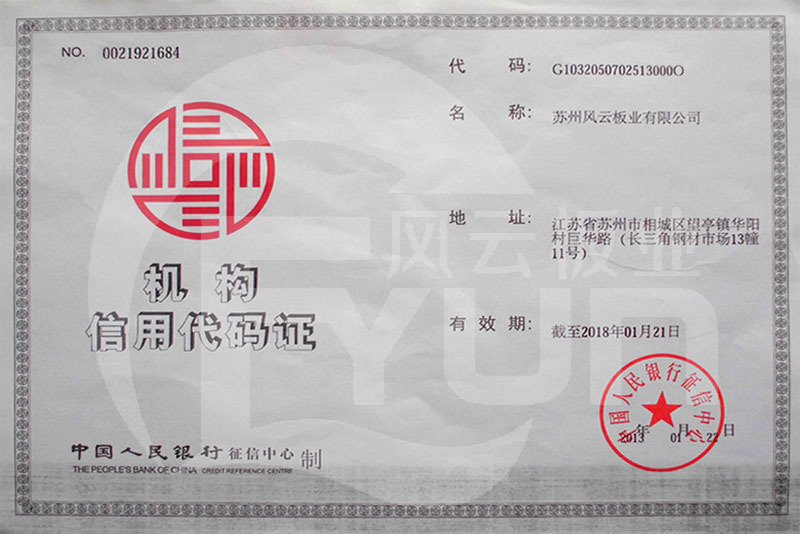 NO. 0021921684
机构
信用代码证
中国人民银行征信中心 制
THE PEOPLE'S BANK OF CHINA CREDIT REFERENCE CENTRE
代 码: G1032050702513000O
名 称: 苏州风云板业有限公司
地 址: 江苏省苏州市相城区望亭镇华阳
村巨华路(长三角钢材市场13幢
11号)
有效期: 截至2018年01月21日
中国人民银行征信中心
2013 年 01 月 22 日
风云板业
FYUN